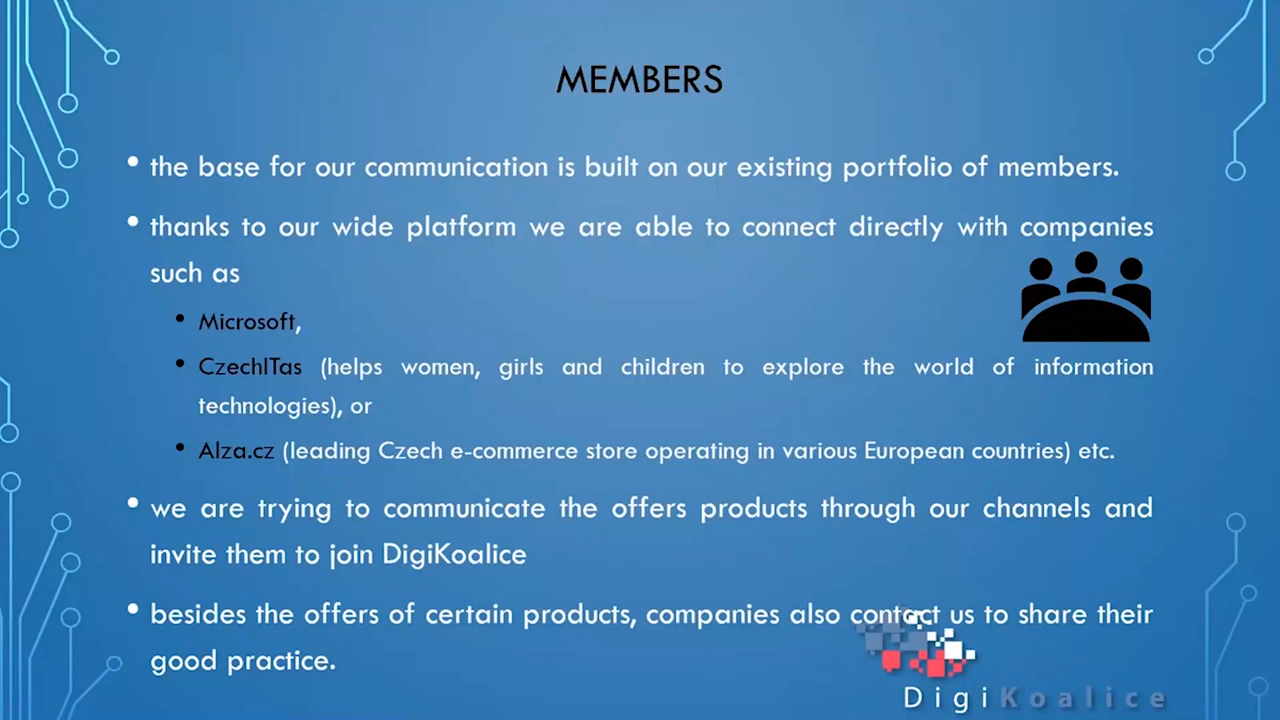 MEMBERS
• the base for our communication is built on our existing portfolio of members.
• thanks to our wide platform we are able to connect directly with companies
such as
• Microsoft,
• CzechITas (helps women, girls and children to explore the world of information
technologies), or
• Alza.cz (leading Czech e-commerce store operating in various European countries) etc.
• we are trying to communicate the offers products through our channels and
invite them to join DigiKoalice
• besides the offers of certain products, companies also contact us to share their
good practice.
DigiKoalice